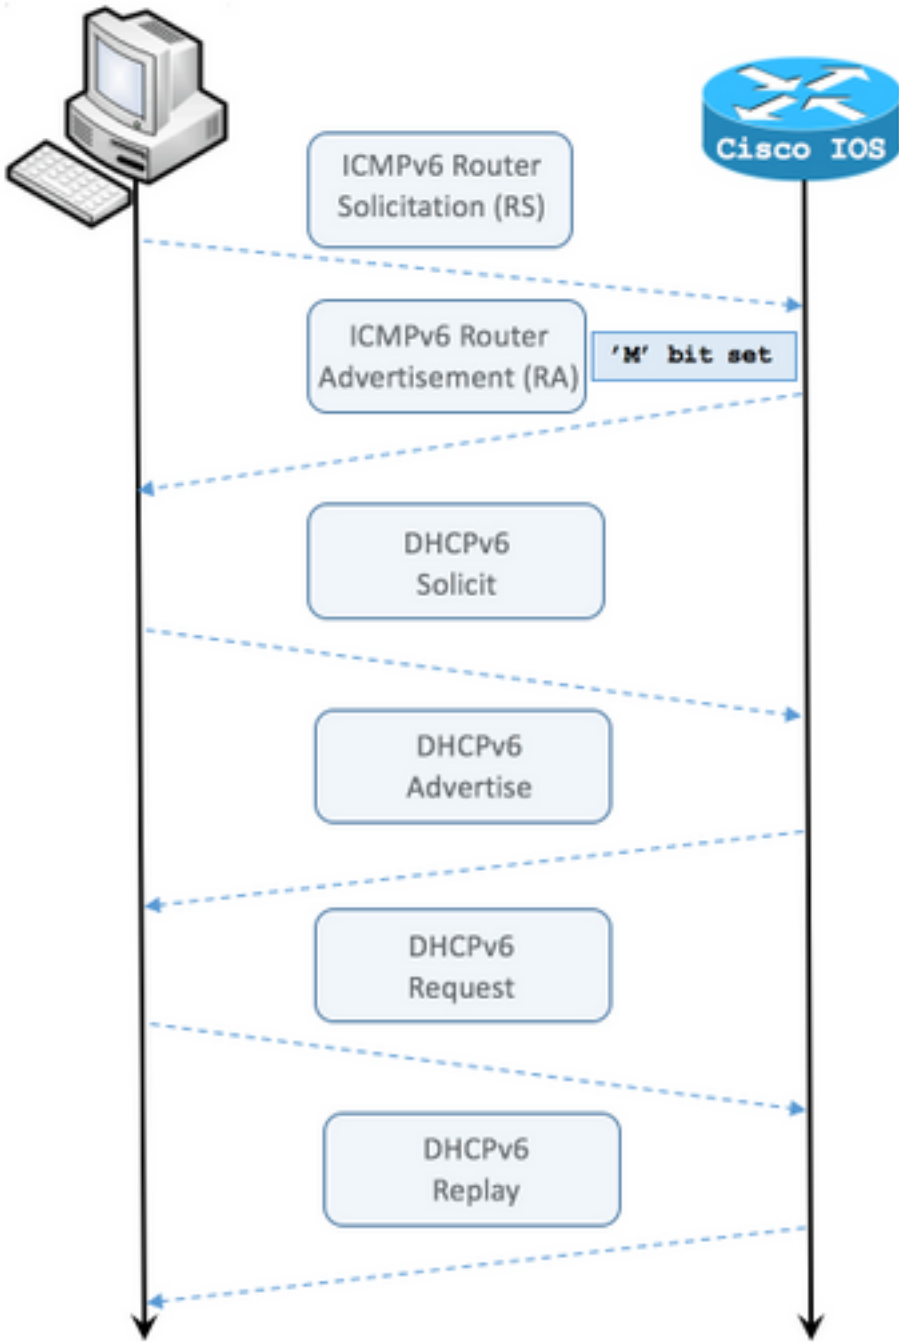 Cisco IOS
ICMPv6 Router
Solicitation (RS)
ICMPv6 Router
Advertisement (RA)
'M' bit set
DHCPv6
Solicit
DHCPv6
Advertise
DHCPv6
Request
DHCPv6
Replay